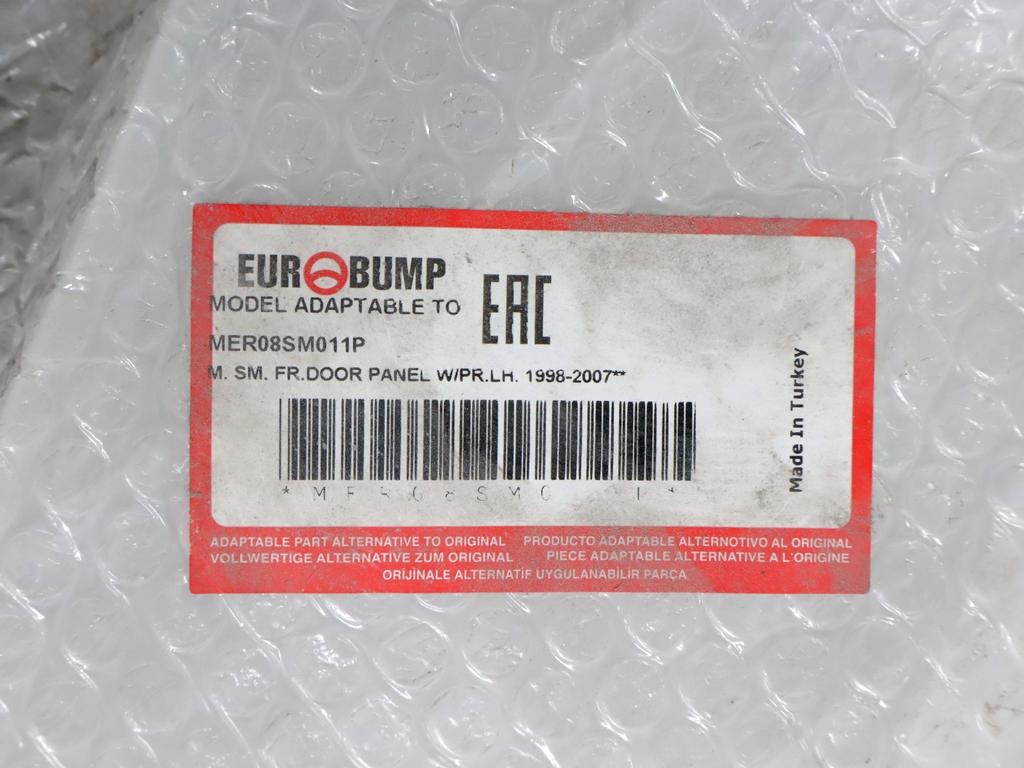 EUROBUMP
EAC
MODEL ADAPTABLE TO
MER08SM011P
M. SM. FR.DOOR PANEL W/PR.LH. 1998-2007**
Made In Turkey
ADAPTABLE PART ALTERNATIVE TO ORIGINAL PRODUCTO ADAPTABLE ALTERNOTIVO AL ORIGINAL
VOLLWERTIGE ALTERNATIVE ZUM ORIGINAL PIECE ADAPTABLE ALTERNATIVE A L'ORIGINE
ORİJİNALE ALTERNATİF UYGULANABİLİR PARÇA